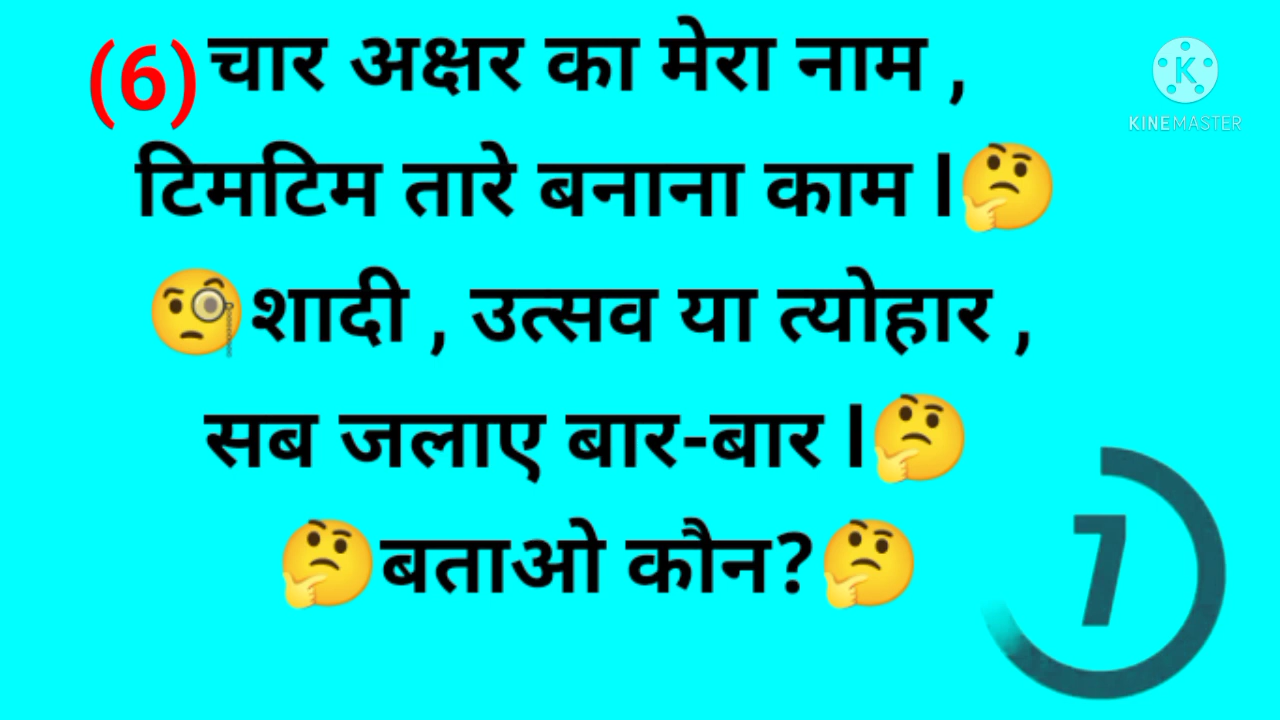 (6) चार अक्षर का मेरा नाम ,
टिमटिम तारे बनाना काम l🤔
🧐शादी , उत्सव या त्योहार ,
सब जलाए बार-बार l🤔
🤔बताओ कौन?🤔
K
KINEMASTER
7